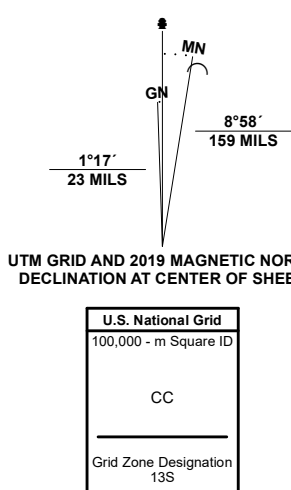 MN
GN
8°58´
159 MILS
1°17´
23 MILS
UTM GRID AND 2019 MAGNETIC NOR
DECLINATION AT CENTER OF SHEE
U.S. National Grid
100,000 - m Square ID
CC
Grid Zone Designation
13S